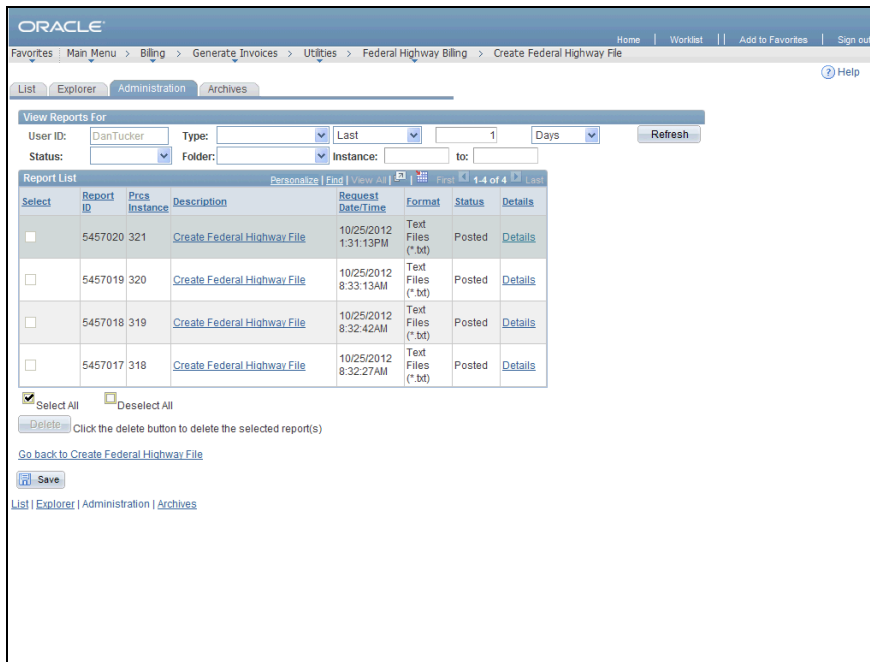 ORACLE
Home | Worklist || Add to Favorites | Sign out
Favorites Main Menu > Billing > Generate Invoices > Utilities > Federal Highway Billing > Create Federal Highway File
? Help
List Explorer Administration Archives
View Reports For
User ID: DanTucker Type: Last 1 Days Refresh
Status: Folder: Instance: to:
Report List Personalize | Find | View All | | First 1-4 of 4 Last
Select Report ID Prcs Instance Description Request Date/Time Format Status Details
5457020 321 Create Federal Highway File 10/25/2012 1:31:13PM Text Files (*.txt) Posted Details
5457019 320 Create Federal Highway File 10/25/2012 8:33:13AM Text Files (*.txt) Posted Details
5457018 319 Create Federal Highway File 10/25/2012 8:32:42AM Text Files (*.txt) Posted Details
5457017 318 Create Federal Highway File 10/25/2012 8:32:27AM Text Files (*.txt) Posted Details
Select All Deselect All
Delete Click the delete button to delete the selected report(s)
Go back to Create Federal Highway File
Save
List | Explorer | Administration | Archives